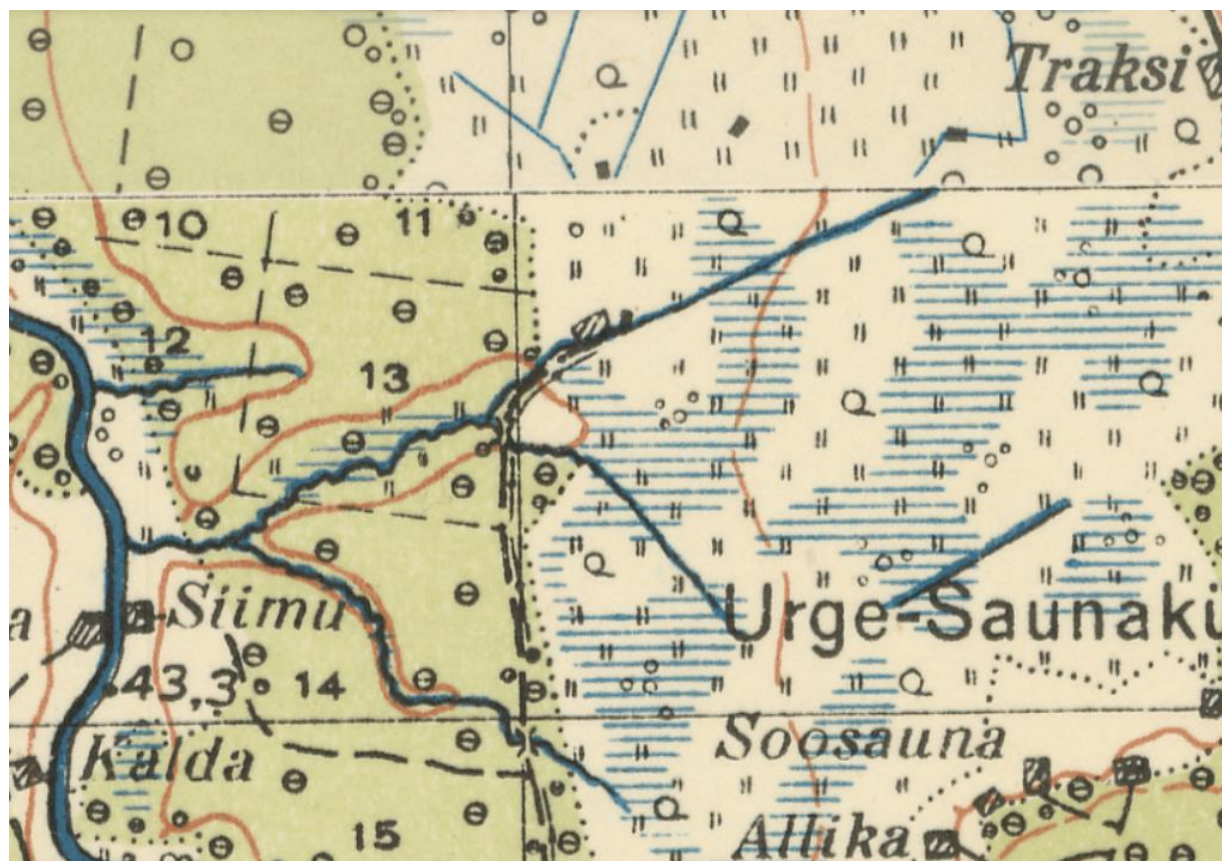 Traksi
10
11
12
13
Siimu
Urge-Saunaku
43,3
14
Soosauna
Kalda
15
Allika